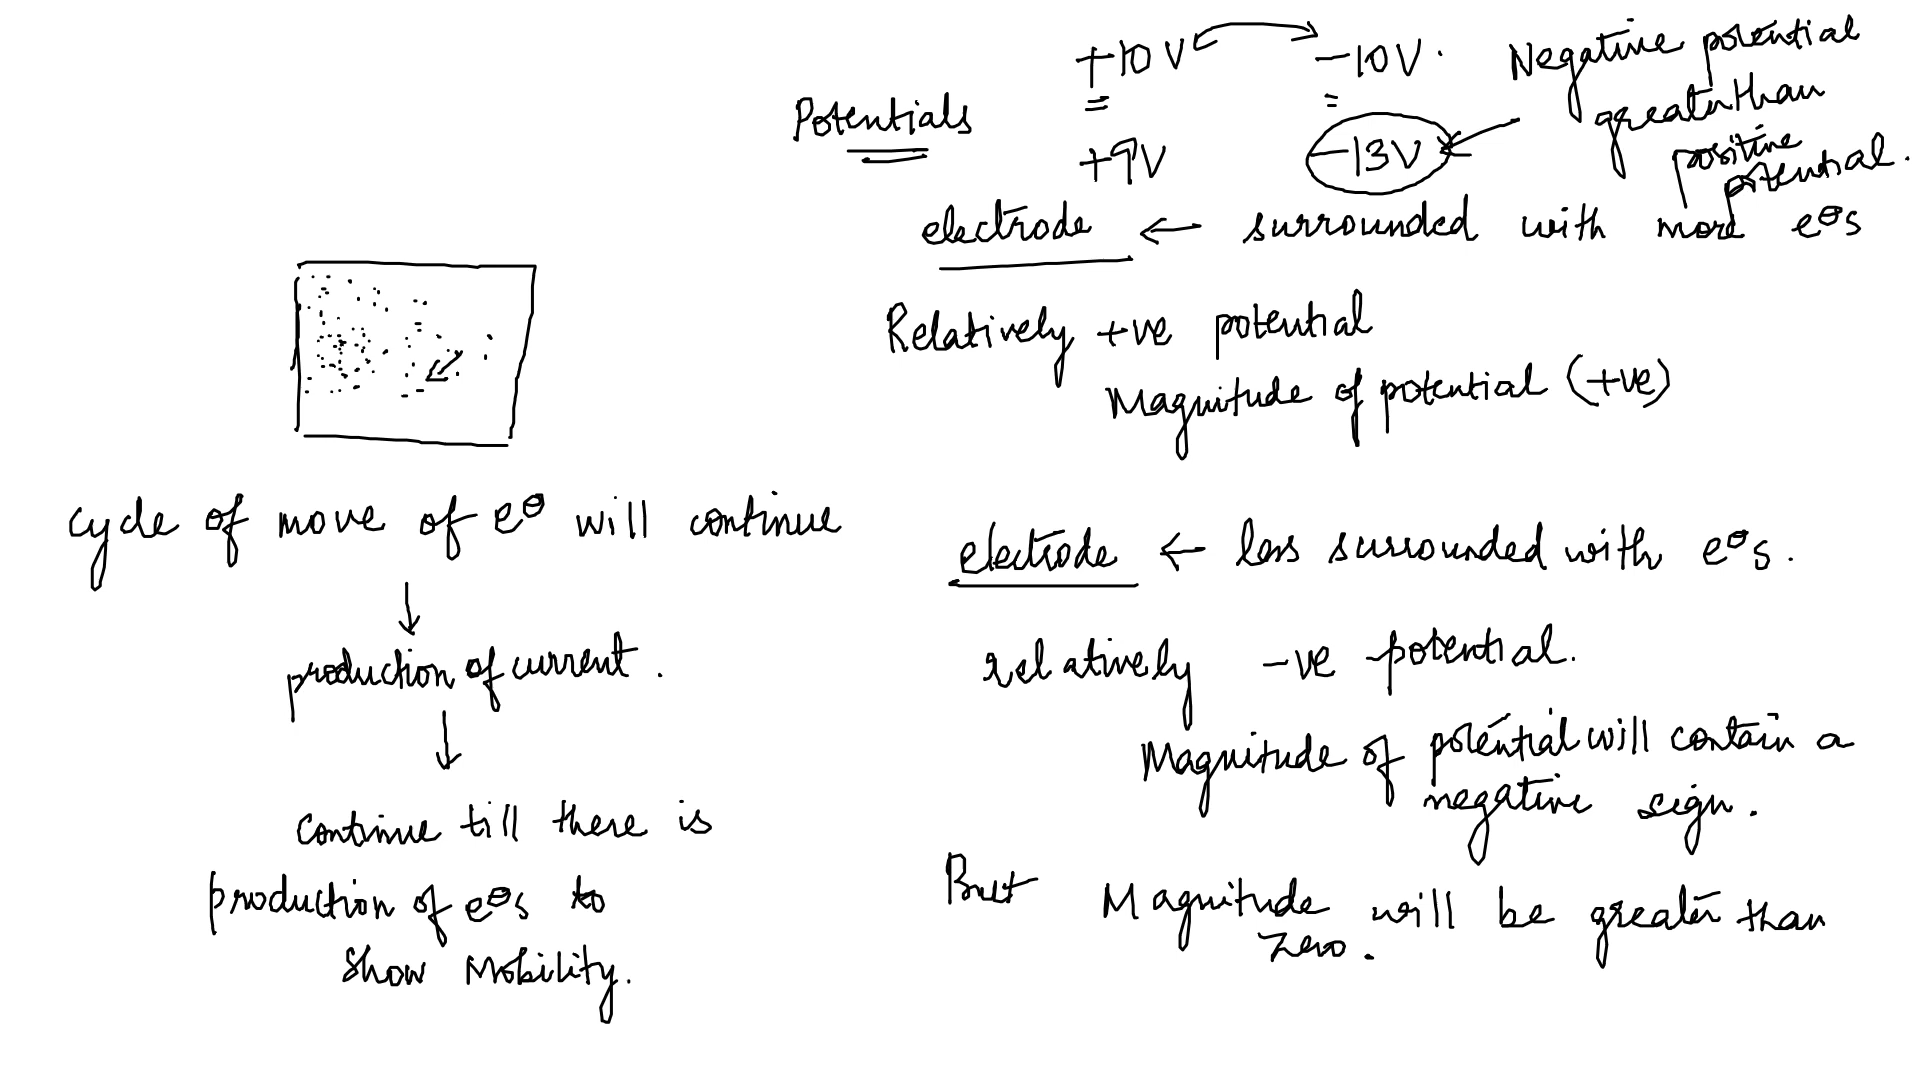 +10V -10V.
= =
Potentials
+9V -13V
Negative potential
greater than
positive
potential.
electrode ← surrounded with more e⊖s
Relatively +ve potential
Magnitude of potential (+ve)
cycle of move of e⊖ will continue
↓
production of current.
↓
Continue till there is
production of e⊖s to
show Mobility.
electrode ← less surrounded with e⊖s.
relatively -ve potential.
Magnitude of potential will contain a
negative sign.
But Magnitude will be greater than
zero.